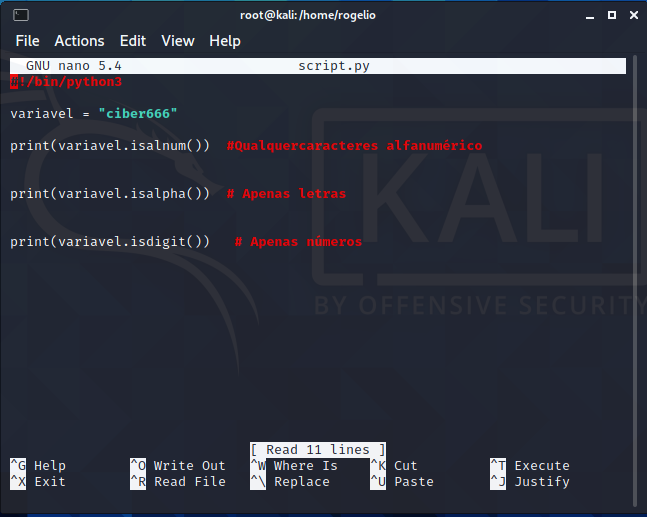 root@kali: /home/rogelio
File Actions Edit View Help
GNU nano 5.4 script.py
#!/bin/python3
variavel = "ciber666"
print(variavel.isalnum())  #Qualquercaracteres alfanumérico
print(variavel.isalpha())  # Apenas letras
print(variavel.isdigit())   # Apenas números
KALI
BY OFFENSIVE SECURITY
[ Read 11 lines ]
^G Help ^O Write Out ^W Where Is ^K Cut ^T Execute
^X Exit ^R Read File ^\ Replace ^U Paste ^J Justify